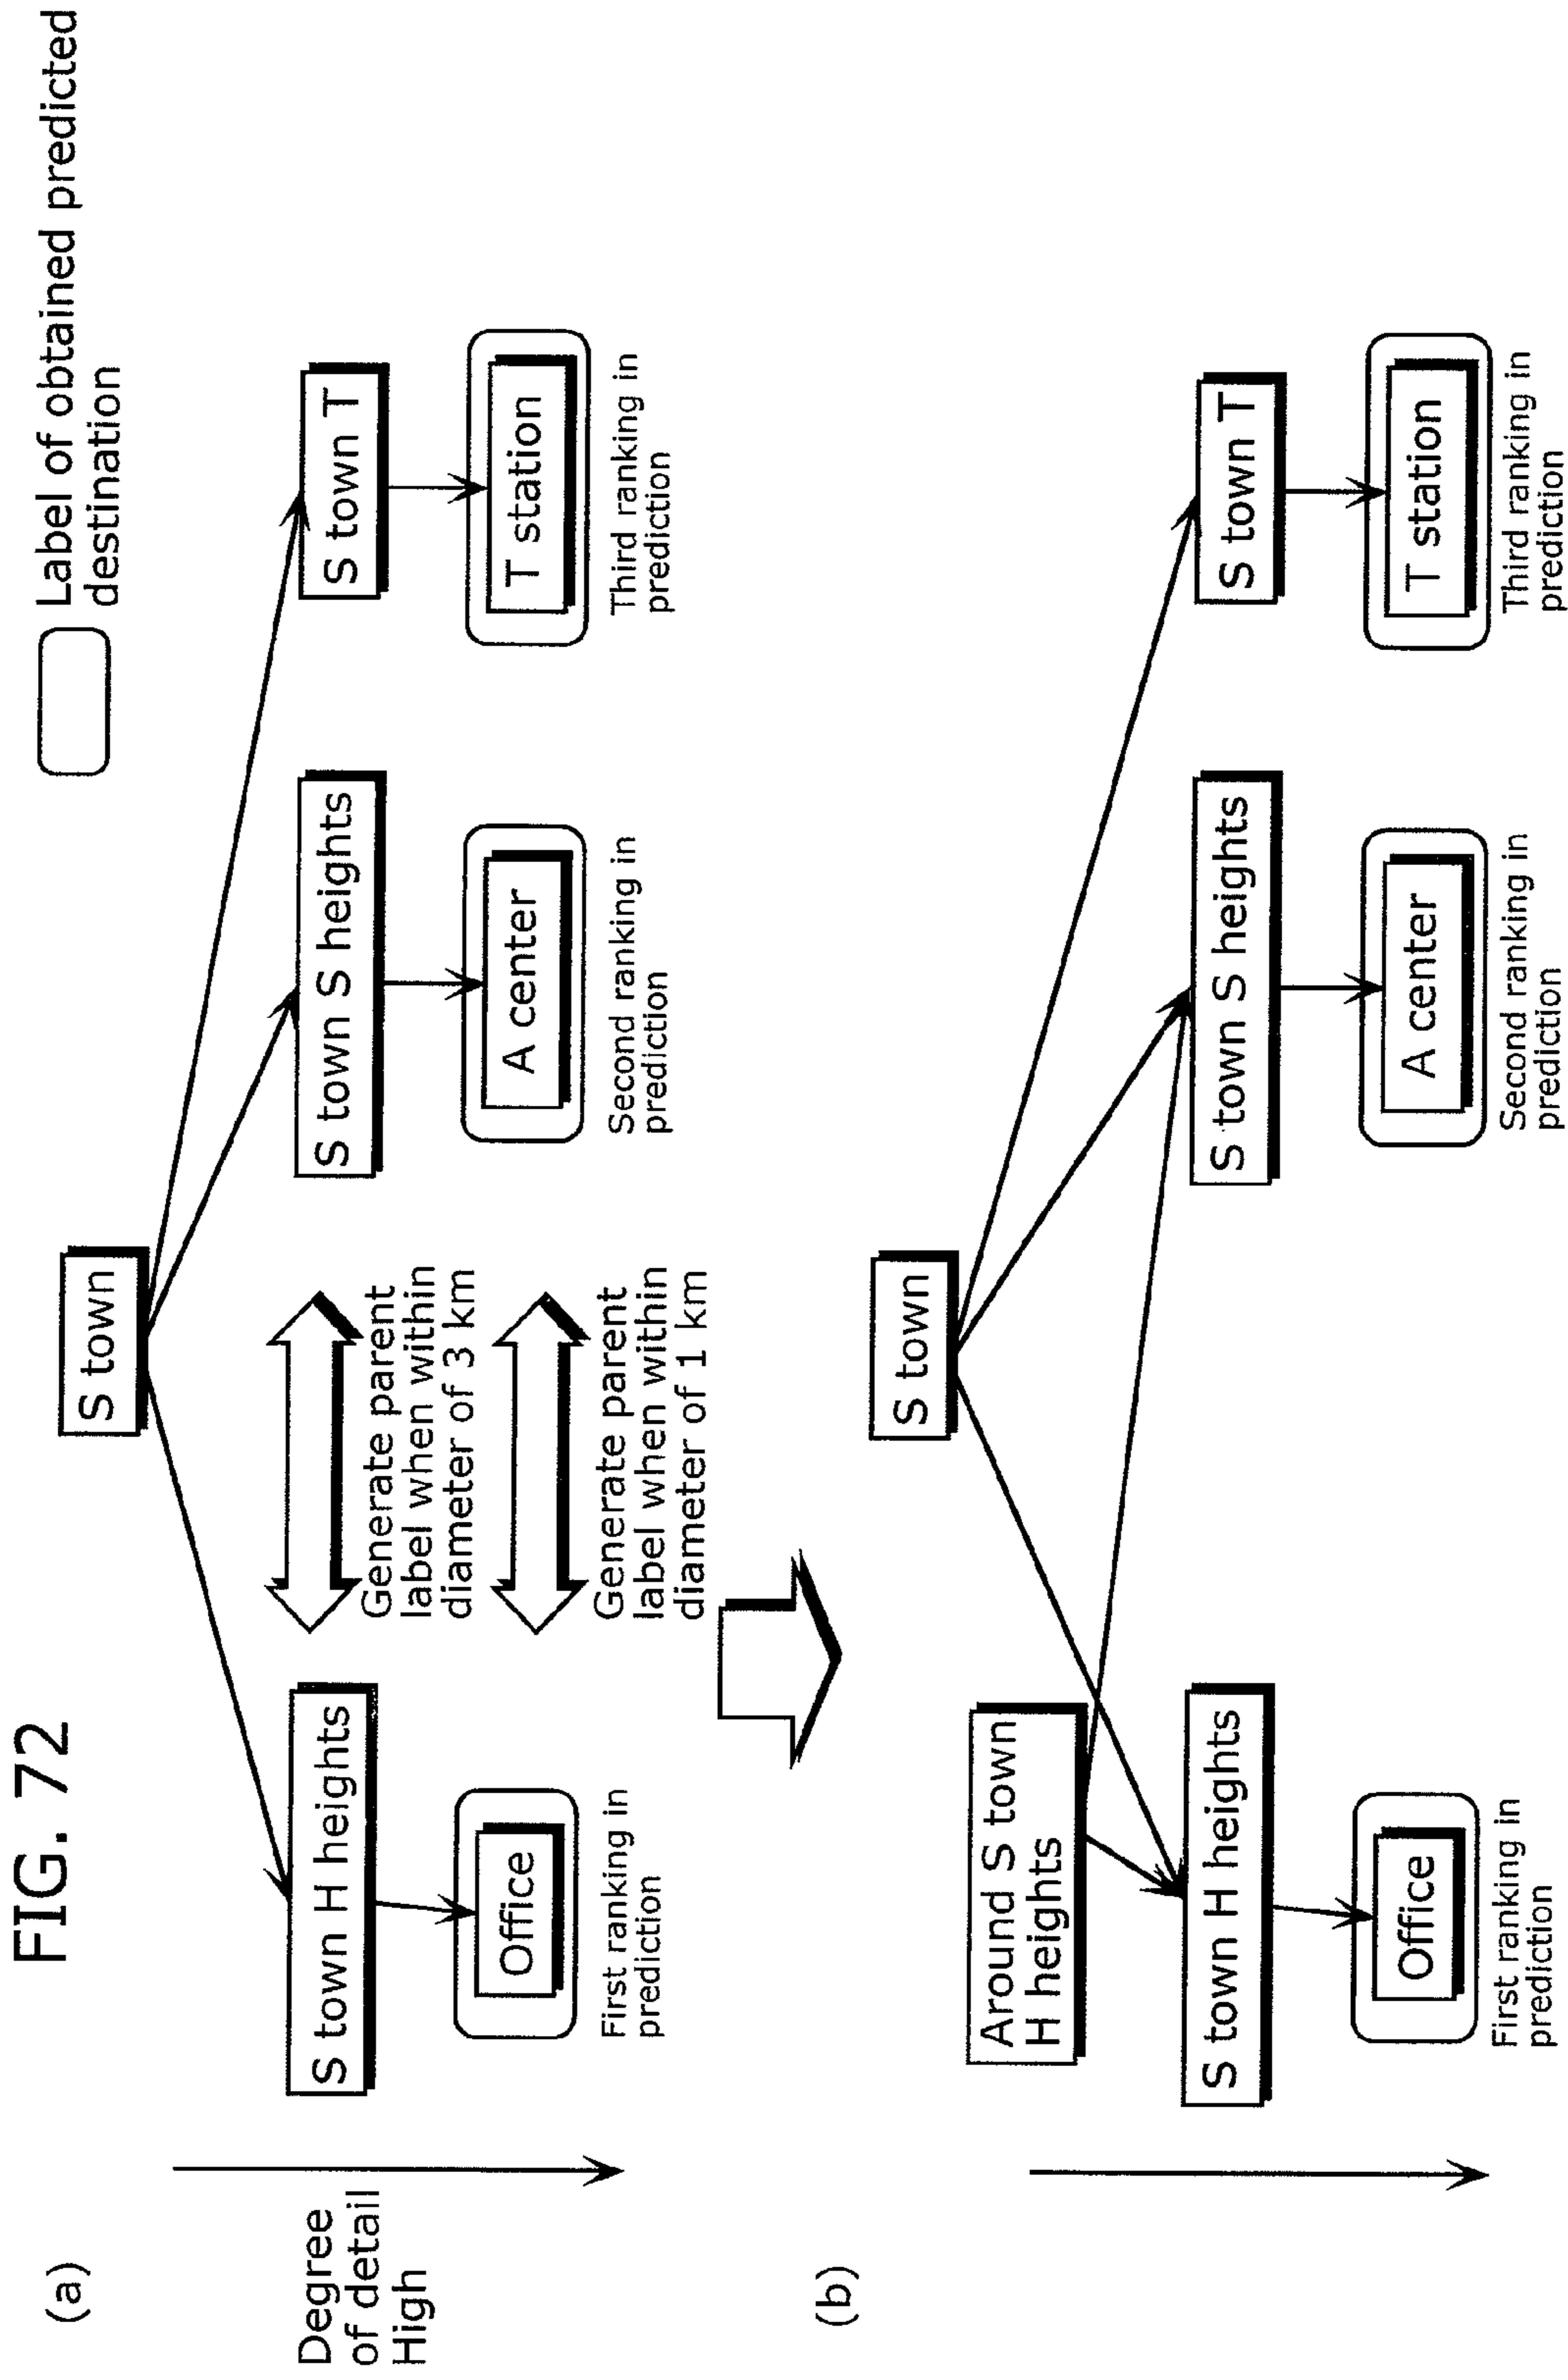 FIG. 72
Label of obtained predicted
destination
(a)
S town
Degree
of detail
High
S town H heights
S town S heights
S town T
Generate parent
label when within
diameter of 3 km
Office
A center
T station
Generate parent
label when within
diameter of 1 km
First ranking in
prediction
Second ranking in
prediction
Third ranking in
prediction
(b)
S town
Around S town
H heights
S town H heights
S town S heights
S town T
Office
A center
T station
First ranking in
prediction
Second ranking in
prediction
Third ranking in
prediction